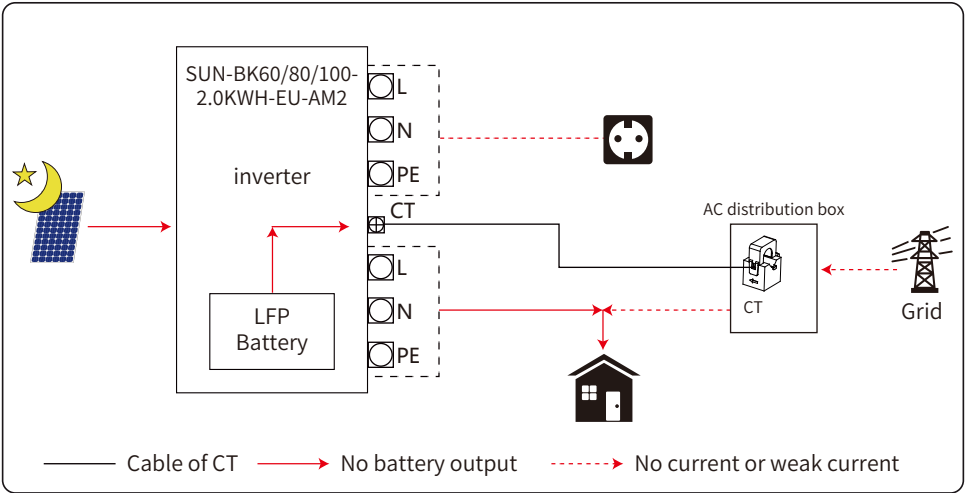 SUN-BK60/80/100-
2.0KWH-EU-AM2
inverter
LFP
Battery
L
N
PE
CT
L
N
PE
AC distribution box
CT
Grid
Cable of CT
No battery output
No current or weak current